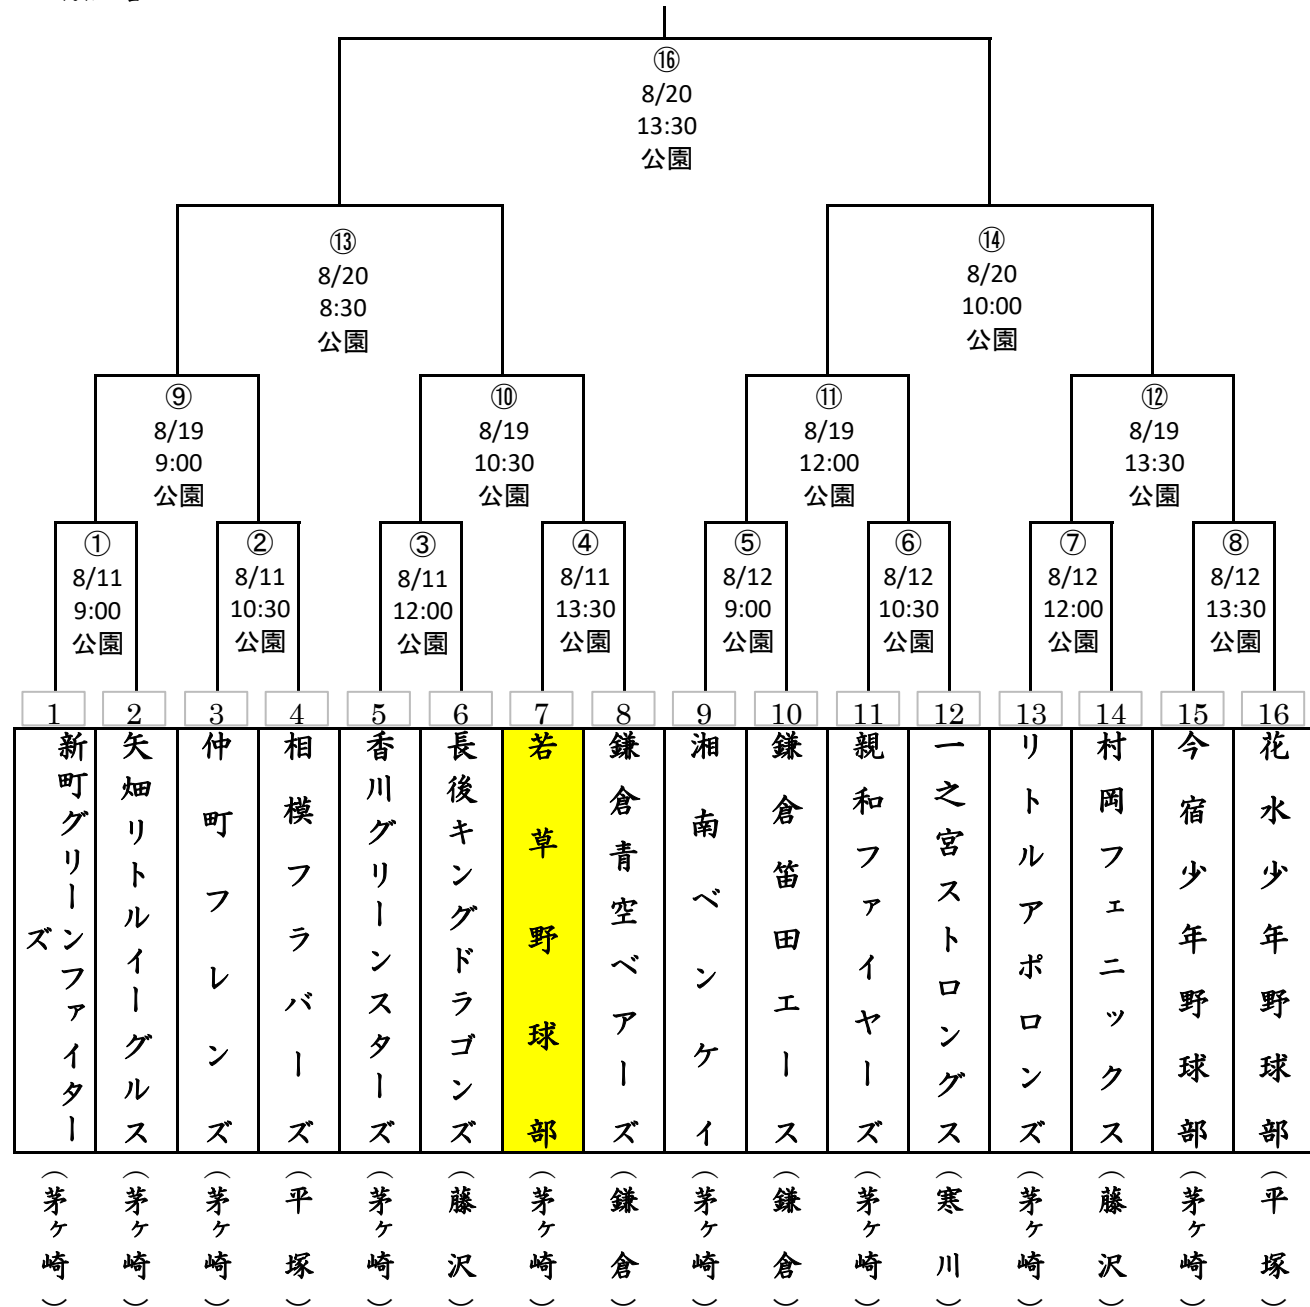 ⑯
8/20
13:30
公園
⑬
8/20
8:30
公園
⑭
8/20
10:00
公園
⑨
8/19
9:00
公園
⑩
8/19
10:30
公園
⑪
8/19
12:00
公園
⑫
8/19
13:30
公園
①
8/11
9:00
公園
②
8/11
10:30
公園
③
8/11
12:00
公園
④
8/11
13:30
公園
⑤
8/12
9:00
公園
⑥
8/12
10:30
公園
⑦
8/12
12:00
公園
⑧
8/12
13:30
公園
1
新町グリーンファイター
ズ
(茅ヶ崎)
2
矢畑リトルイーグルス
(茅ヶ崎)
3
仲町フレンズ
(茅ヶ崎)
4
相模フラバーズ
(平塚)
5
香川グリーンスターズ
(茅ヶ崎)
6
長後キングドラゴンズ
(藤沢)
7
若草野球部
(茅ヶ崎)
8
鎌倉青空ベアーズ
(鎌倉)
9
湘南ベンケイ
(茅ヶ崎)
10
鎌倉笛田エース
(鎌倉)
11
親和ファイヤーズ
(茅ヶ崎)
12
一之宮ストロングス
(寒川)
13
リトルアポロンズ
(茅ヶ崎)
14
村岡フェニックス
(藤沢)
15
今宿少年野球部
(茅ヶ崎)
16
花水少年野球部
(平塚)